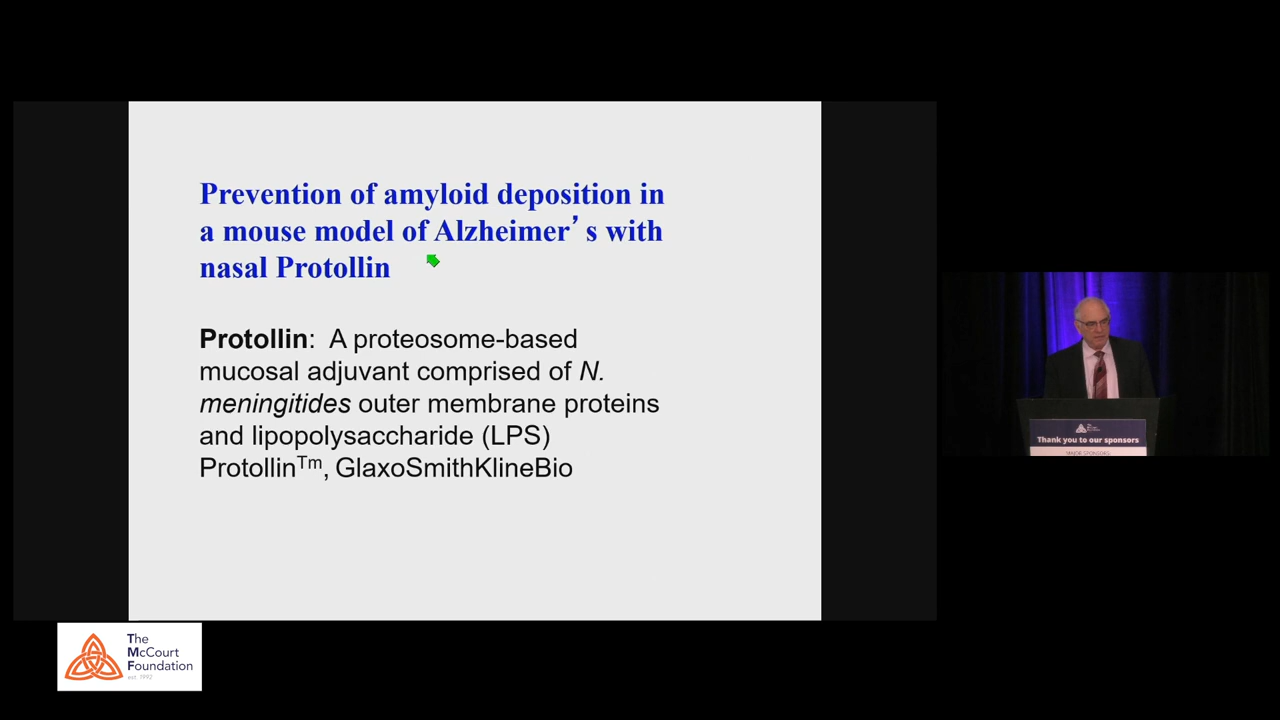 Prevention of amyloid deposition in
a mouse model of Alzheimer’s with
nasal Protollin
Protollin: A proteosome-based
mucosal adjuvant comprised of N.
meningitides outer membrane proteins
and lipopolysaccharide (LPS)
Protollin™, GlaxoSmithKlineBio
Thank you to our sponsors
MAJOR SPONSORS
The
McCourt
Foundation
est. 1992